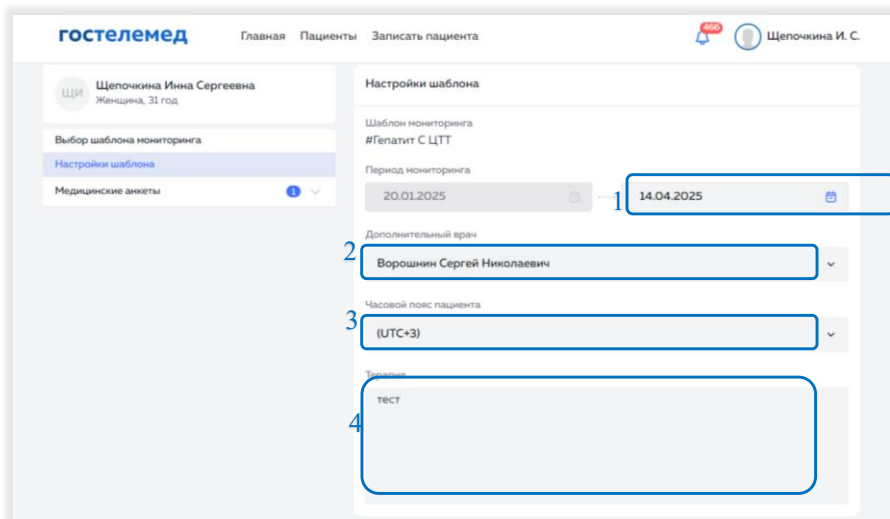 гостелемед Главная Пациенты Записать пациента 466 Щепочкина И. С.
ЩИ Щепочкина Инна Сергеевна
Женщина, 31 год
Выбор шаблона мониторинга
Настройки шаблона
Медицинские анкеты 1
Настройки шаблона
Шаблон мониторинга
#Гепатит С ЦТТ
Период мониторинга
20.01.2025 1 14.04.2025
Дополнительный врач
2 Ворошнин Сергей Николаевич
Часовой пояс пациента
3 (UTC+3)
Терапия
тест
4